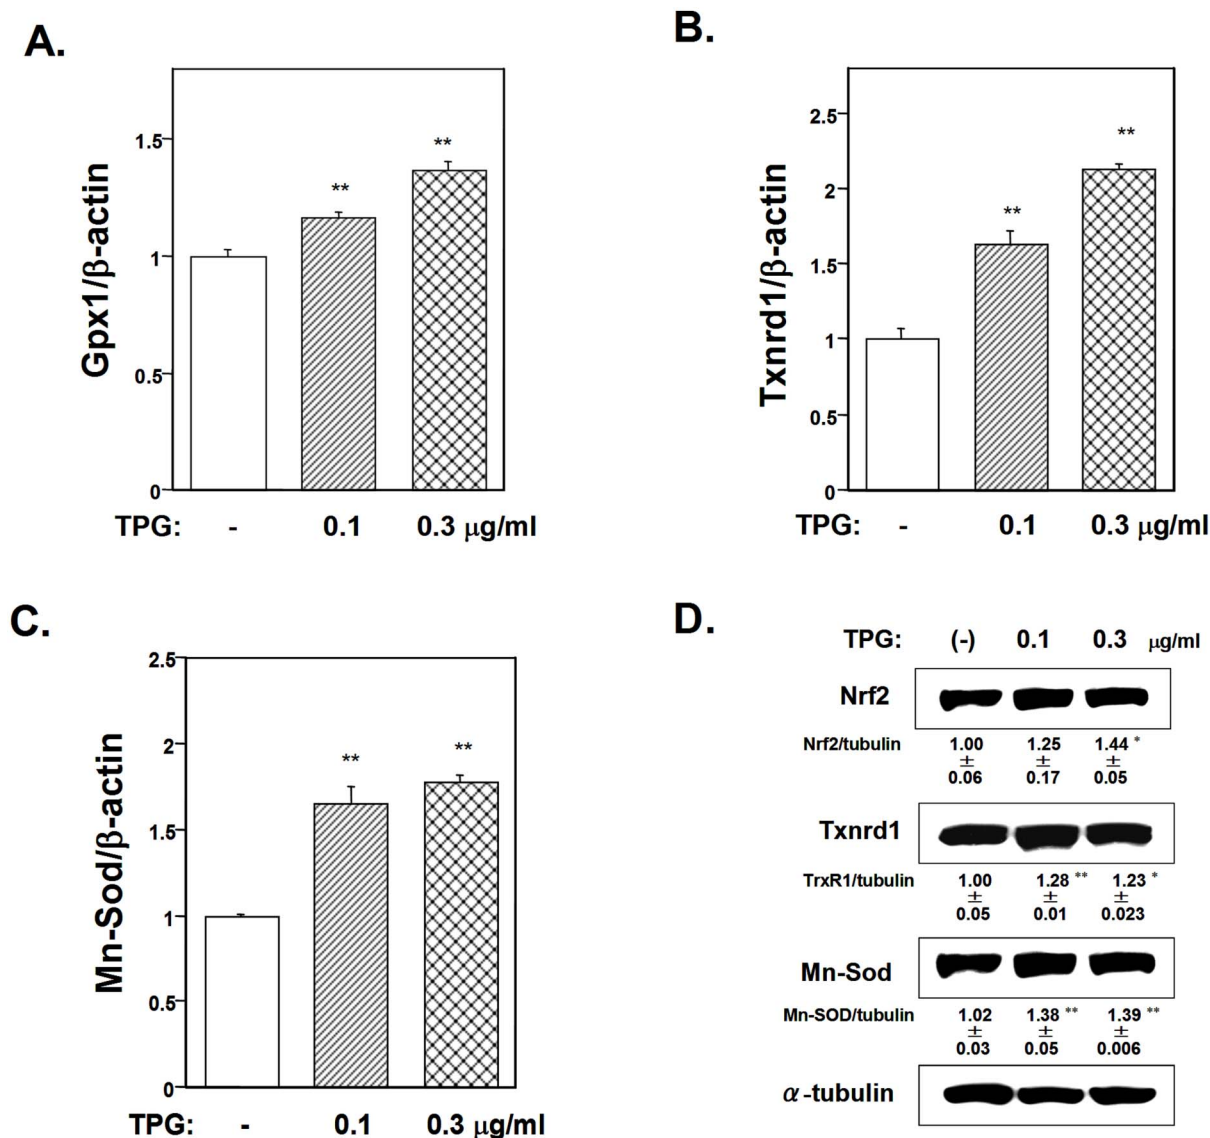 A.
Gpx1/β-actin
1.5
1
0.5
0
**
**
TPG: - 0.1 0.3 μg/ml
B.
Txnrd1/β-actin
2.5
2
1.5
1
0.5
0
**
**
TPG: - 0.1 0.3 μg/ml
C.
Mn-Sod/β-actin
2.5
2
1.5
1
0.5
0
**
**
TPG: - 0.1 0.3 μg/ml
D.
TPG: (-) 0.1 0.3 μg/ml
Nrf2
Nrf2/tubulin 1.00 1.25 1.44 *
± ± ±
0.06 0.17 0.05
Txnrd1
TrxR1/tubulin 1.00 1.28 ** 1.23 *
± ± ±
0.05 0.01 0.023
Mn-Sod
Mn-SOD/tubulin 1.02 1.38 ** 1.39 **
± ± ±
0.03 0.05 0.006
α-tubulin